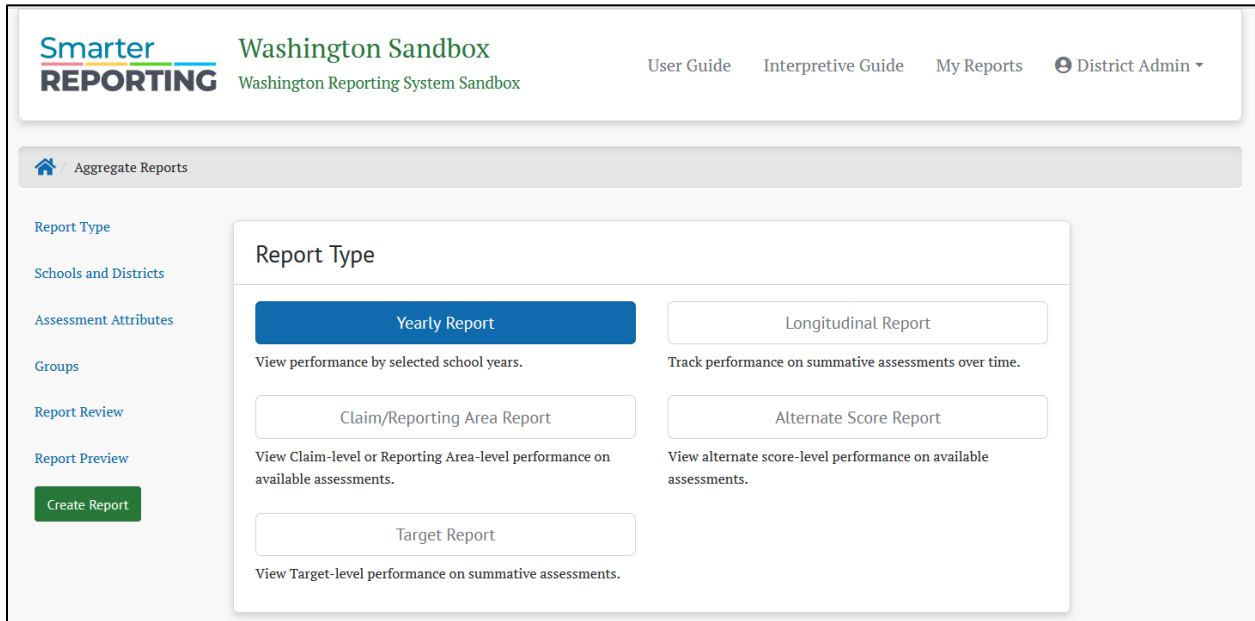 Smarter
REPORTING
Washington Sandbox
Washington Reporting System Sandbox
User Guide
Interpretive Guide
My Reports
District Admin
/ Aggregate Reports
Report Type
Schools and Districts
Assessment Attributes
Groups
Report Review
Report Preview
Create Report
Report Type
Yearly Report
View performance by selected school years.
Longitudinal Report
Track performance on summative assessments over time.
Claim/Reporting Area Report
View Claim-level or Reporting Area-level performance on
available assessments.
Alternate Score Report
View alternate score-level performance on available
assessments.
Target Report
View Target-level performance on summative assessments.